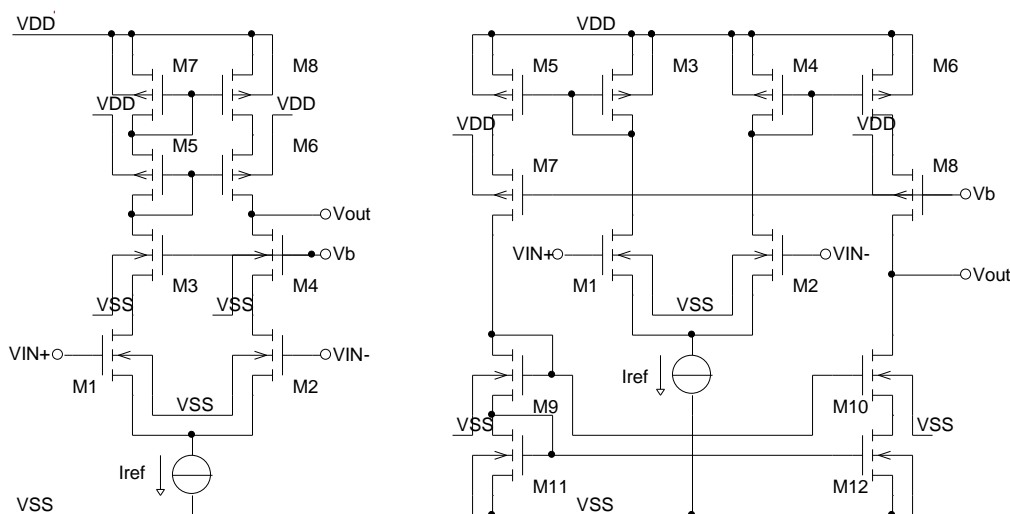 VDD
M7
M8
VDD
VDD
M5
M6
Vout
Vb
M3
M4
VSS
VSS
VIN+
VIN-
M1
M2
VSS
Iref
VSS
VDD
M5
M3
M4
M6
VDD
VDD
M7
M8
Vb
VIN+
VIN-
M1
M2
VSS
Vout
Iref
M9
M10
VSS
VSS
M11
M12
VSS